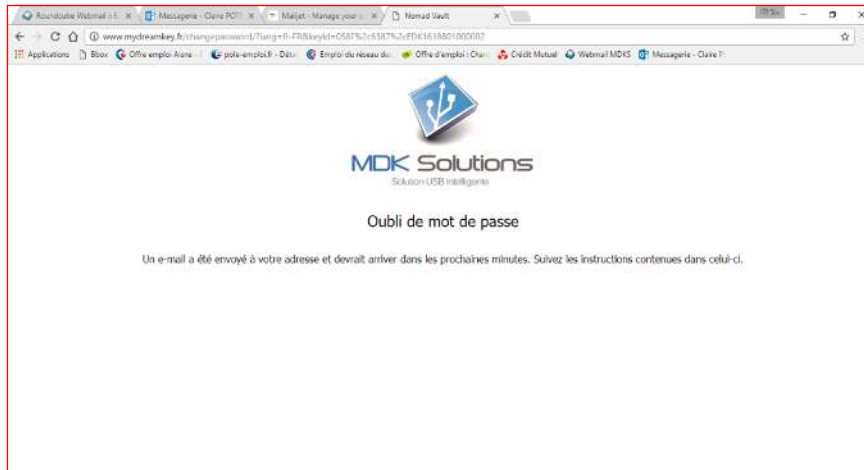 Roundcube Webmail
Messagerie - Claire POT
Mailjet - Manage your
Nomad Vault
www.mydreamkey.fr/changepassword/?lang=fr-FR&keyId=
Applications
Bbox
Offre emploi Aisne
pole-emploi.fr - Déta
Emploi du réseau du
Offre d'emploi : Char
Crédit Mutuel
Webmail MDKS
Messagerie - Claire P
MDK Solutions
Solution USB Intelligente
Oubli de mot de passe
Un e-mail a été envoyé à votre adresse et devrait arriver dans les prochaines minutes. Suivez les instructions contenues dans celui-ci.